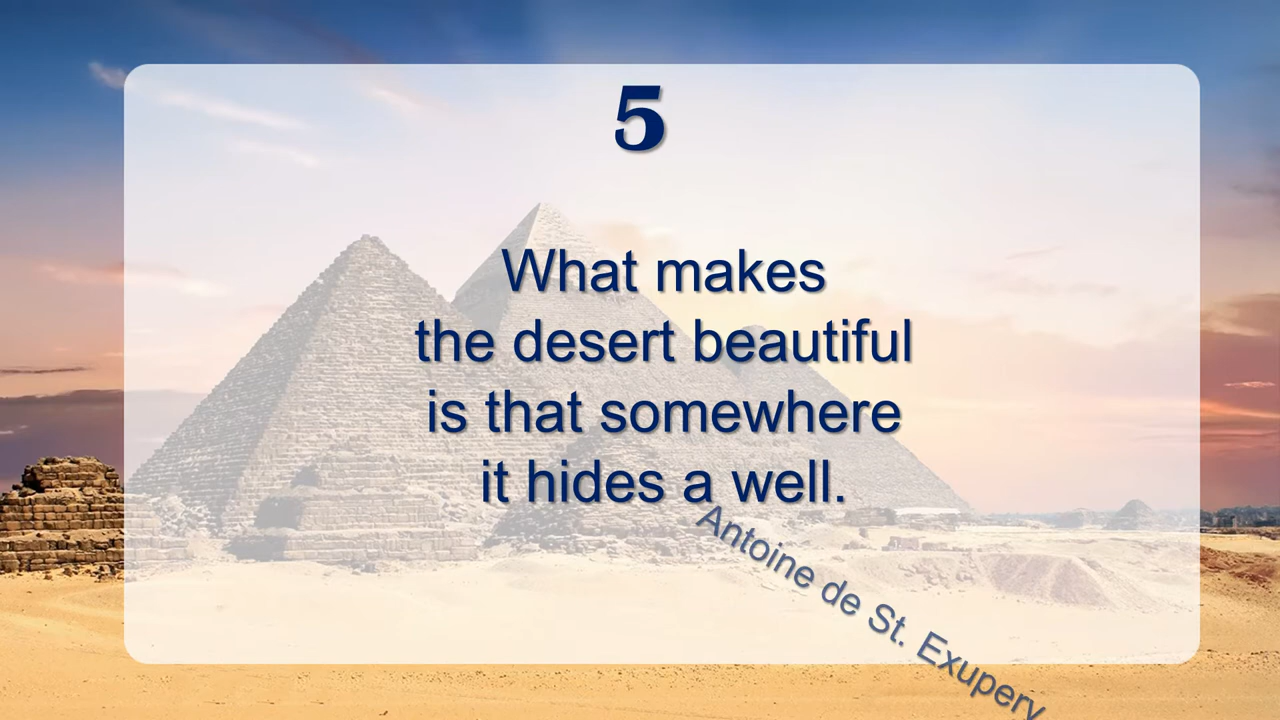 5
What makes
the desert beautiful
is that somewhere
it hides a well.
Antoine de St. Exupery